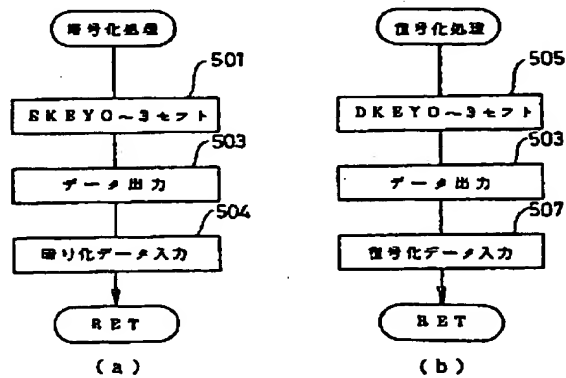 暗号化処理
501
EKEY0～3セット
503
データ出力
504
暗号化データ入力
RET
(a)
復号化処理
505
DKEY0～3セット
503
データ出力
507
復号化データ入力
RET
(b)